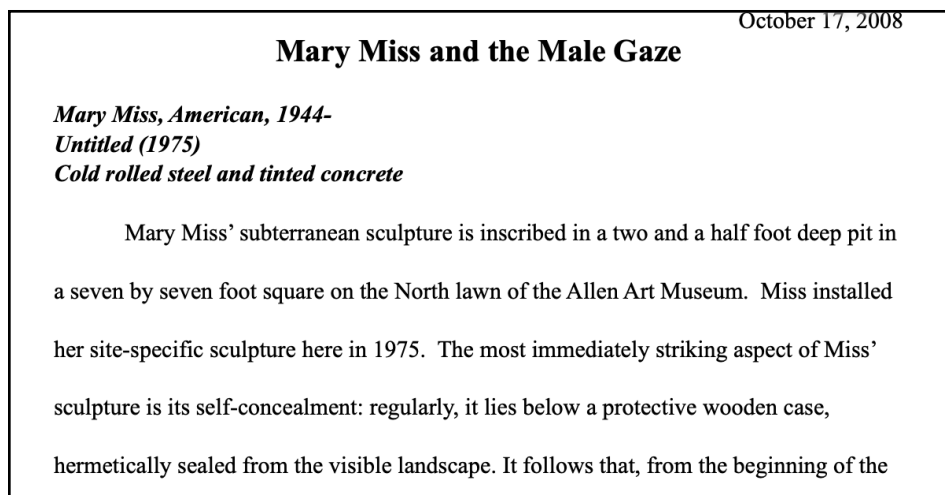 October 17, 2008
Mary Miss and the Male Gaze
Mary Miss, American, 1944-
Untitled (1975)
Cold rolled steel and tinted concrete
Mary Miss’ subterranean sculpture is inscribed in a two and a half foot deep pit in
a seven by seven foot square on the North lawn of the Allen Art Museum.  Miss installed
her site-specific sculpture here in 1975.  The most immediately striking aspect of Miss’
sculpture is its self-concealment: regularly, it lies below a protective wooden case,
hermetically sealed from the visible landscape. It follows that, from the beginning of the